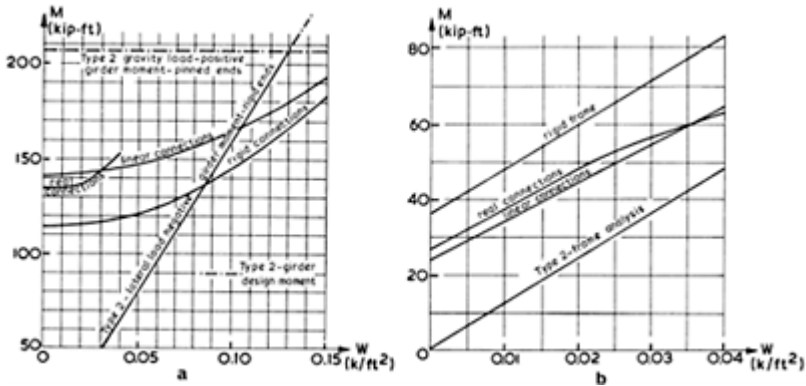 M
(kip-ft)
200
150
100
50
0
0.05
0.10
0.15
W
(k/ft²)
Type 2 gravity load-positive
girder moment-pinned ends
linear connections
real
connections
rigid connections
Type 2-lateral load negative girder moment-rigid ends
Type 2-girder
design moment
a
M
(kip-ft)
80
60
40
20
0
0.01
0.02
0.03
0.04
W
(k/ft²)
rigid frame
real connections
linear connections
Type 2-frame analysis
b